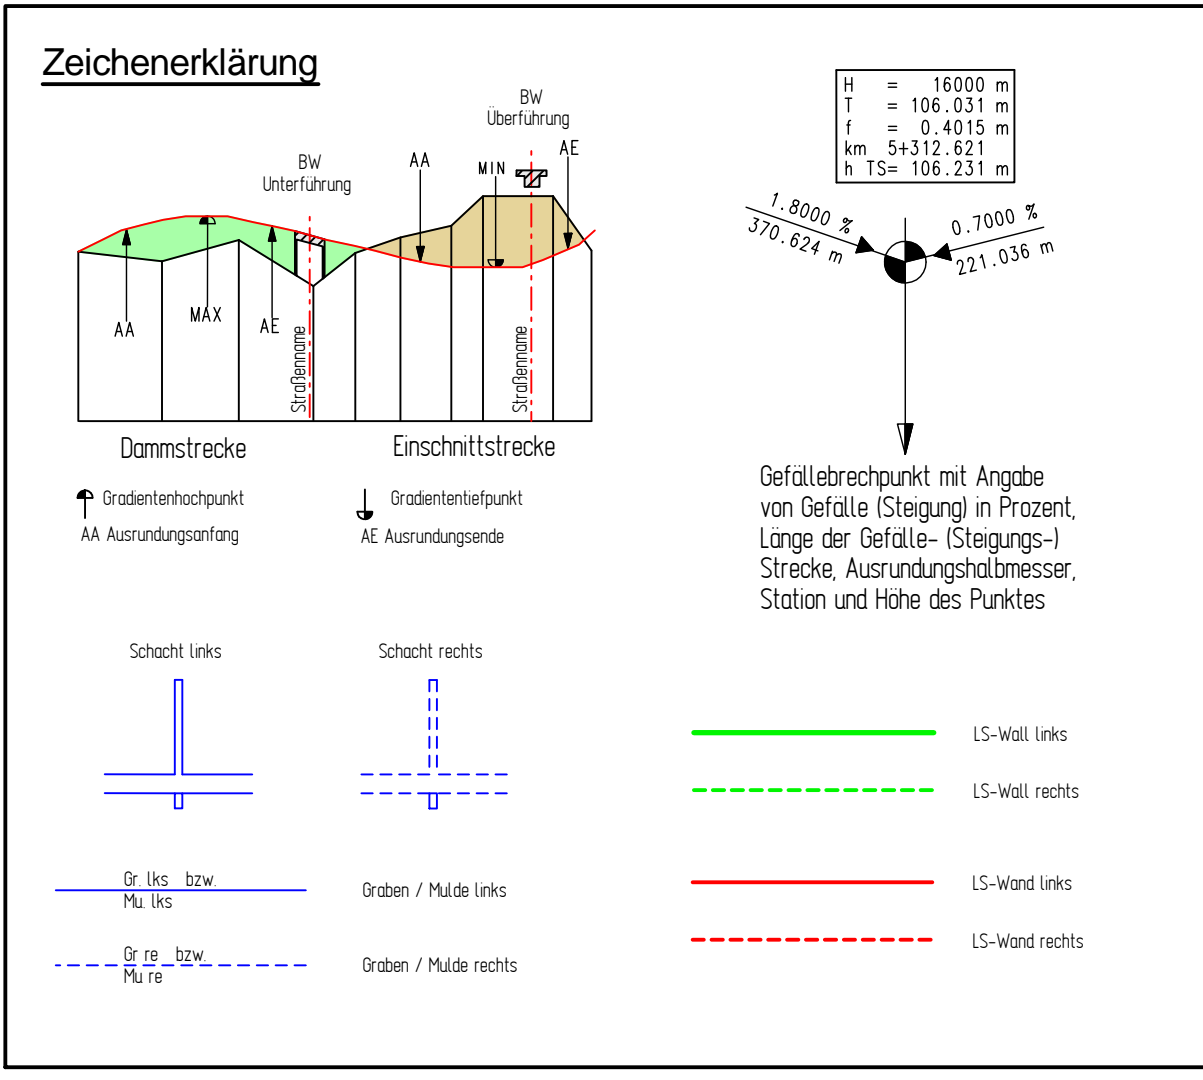 Zeichenerklärung
BW
Überführung
BW
Unterführung
AA
MIN
AE
AA
MAX
AE
Straßenname
Straßenname
Dammstrecke
Einschnittstrecke
Gradientenhochpunkt
Gradiententiefpunkt
AA Ausrundungsanfang
AE Ausrundungsende
H = 16000 m
T = 106.031 m
f = 0.4015 m
km 5+312.621
h TS= 106.231 m
1.8000 %
370.624 m
0.7000 %
221.036 m
Gefällebrechpunkt mit Angabe
von Gefälle (Steigung) in Prozent,
Länge der Gefälle- (Steigungs-)
Strecke, Ausrundungshalbmesser,
Station und Höhe des Punktes
Schacht links
Schacht rechts
LS-Wall links
LS-Wall rechts
Gr. lks bzw.
Mu. lks
Graben / Mulde links
LS-Wand links
Gr re bzw.
Mu re
Graben / Mulde rechts
LS-Wand rechts